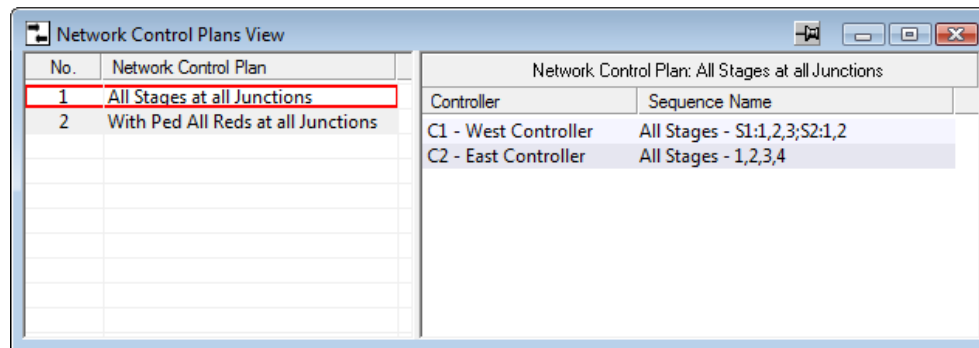 Network Control Plans View
No. Network Control Plan
1 All Stages at all Junctions
2 With Ped All Reds at all Junctions
Network Control Plan: All Stages at all Junctions
Controller Sequence Name
C1 - West Controller All Stages - S1:1,2,3;S2:1,2
C2 - East Controller All Stages - 1,2,3,4